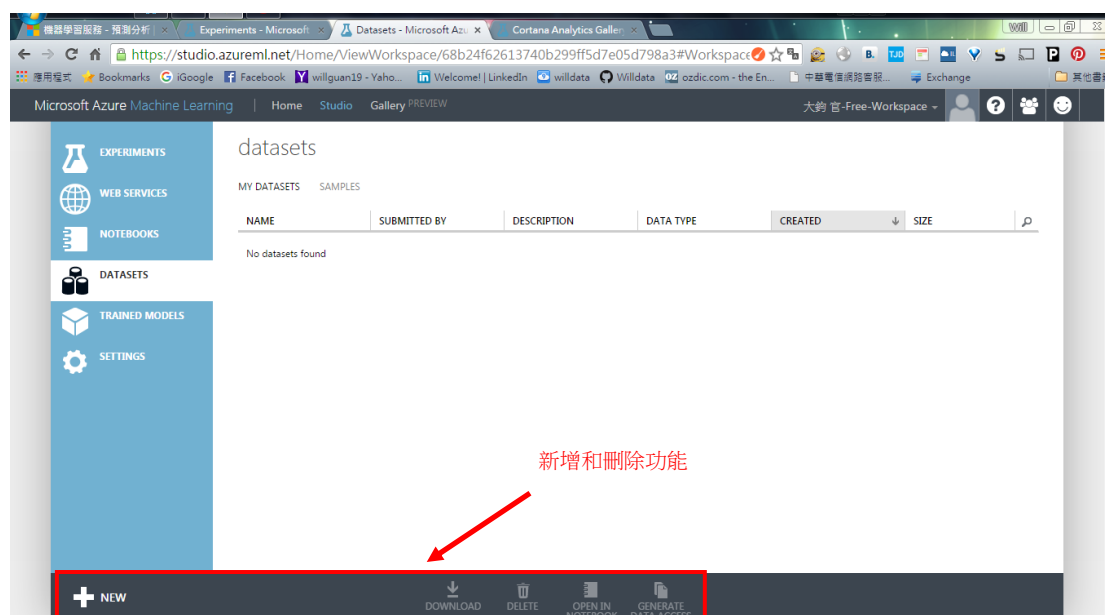 機器學習服務 - 預測分析 | Experiments - Microsoft Datasets - Microsoft Azu Cortana Analytics Galler Will
https://studio.azureml.net/Home/ViewWorkspace/68b24f62613740b299ff5d7e05d798a3#Workspace
應用程式 Bookmarks iGoogle Facebook willguan19 - Yaho... Welcome! | LinkedIn willdata Willdata ozdic.com - the En... 中華電信網路客服... Exchange 其他書
Microsoft Azure Machine Learning | Home Studio Gallery PREVIEW 大鈞 官-Free-Workspace
EXPERIMENTS
WEB SERVICES
NOTEBOOKS
DATASETS
TRAINED MODELS
SETTINGS
datasets
MY DATASETS SAMPLES
NAME SUBMITTED BY DESCRIPTION DATA TYPE CREATED SIZE
No datasets found
新增和刪除功能
NEW DOWNLOAD DELETE OPEN IN NOTEBOOK GENERATE DATA ACCESS